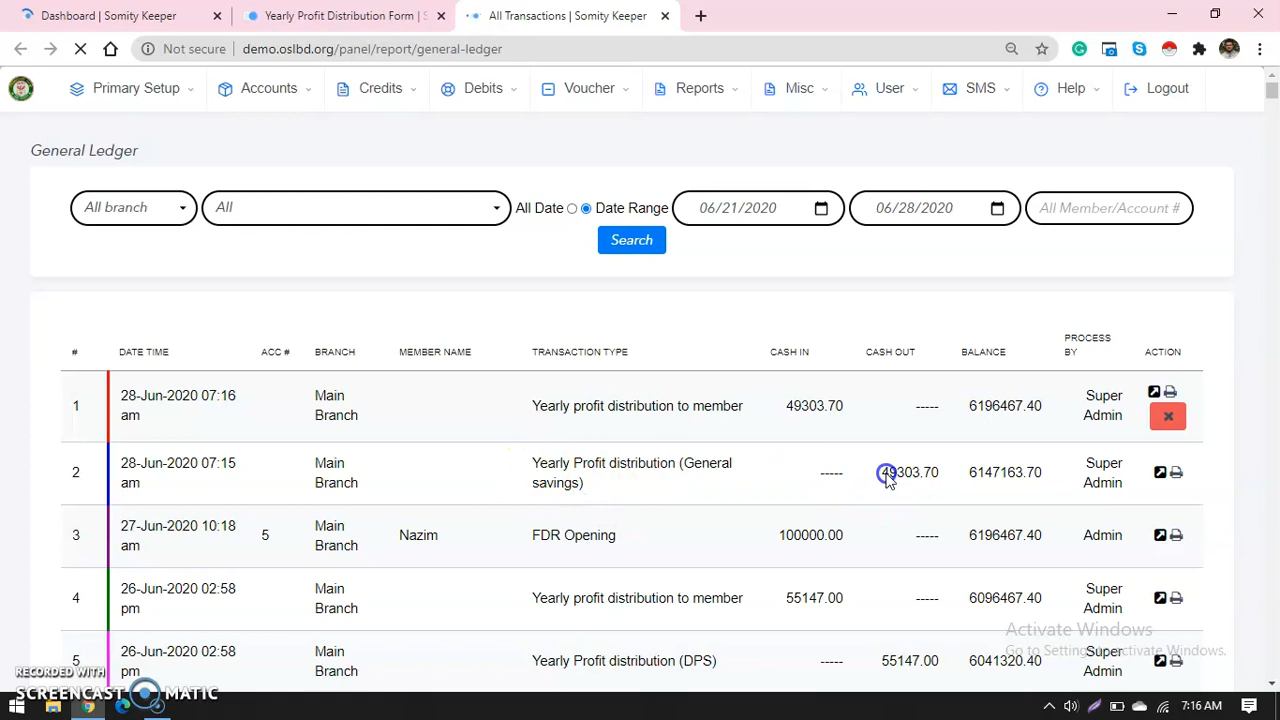 Dashboard | Somity Keeper
Yearly Profit Distribution Form | S
All Transactions | Somity Keeper
Not secure demo.oslbd.org/panel/report/general-ledger
Primary Setup Accounts Credits Debits Voucher Reports Misc User SMS Help Logout
General Ledger
All branch All All Date Date Range 06/21/2020 06/28/2020 All Member/Account #
Search
# DATE TIME ACC # BRANCH MEMBER NAME TRANSACTION TYPE CASH IN CASH OUT BALANCE PROCESS BY ACTION
1 28-Jun-2020 07:16 am Main Branch Yearly profit distribution to member 49303.70 ----- 6196467.40 Super Admin
2 28-Jun-2020 07:15 am Main Branch Yearly Profit distribution (General savings) ----- 49303.70 6147163.70 Super Admin
3 27-Jun-2020 10:18 am 5 Main Branch Nazim FDR Opening 100000.00 ----- 6196467.40 Admin
4 26-Jun-2020 02:58 pm Main Branch Yearly profit distribution to member 55147.00 ----- 6096467.40 Super Admin
5 26-Jun-2020 02:58 pm Main Branch Yearly Profit distribution (DPS) ----- 55147.00 6041320.40 Super Admin
Activate Windows
Go to Settings to activate Windows.
RECORDED WITH
SCREENCAST MATIC
7:16 AM